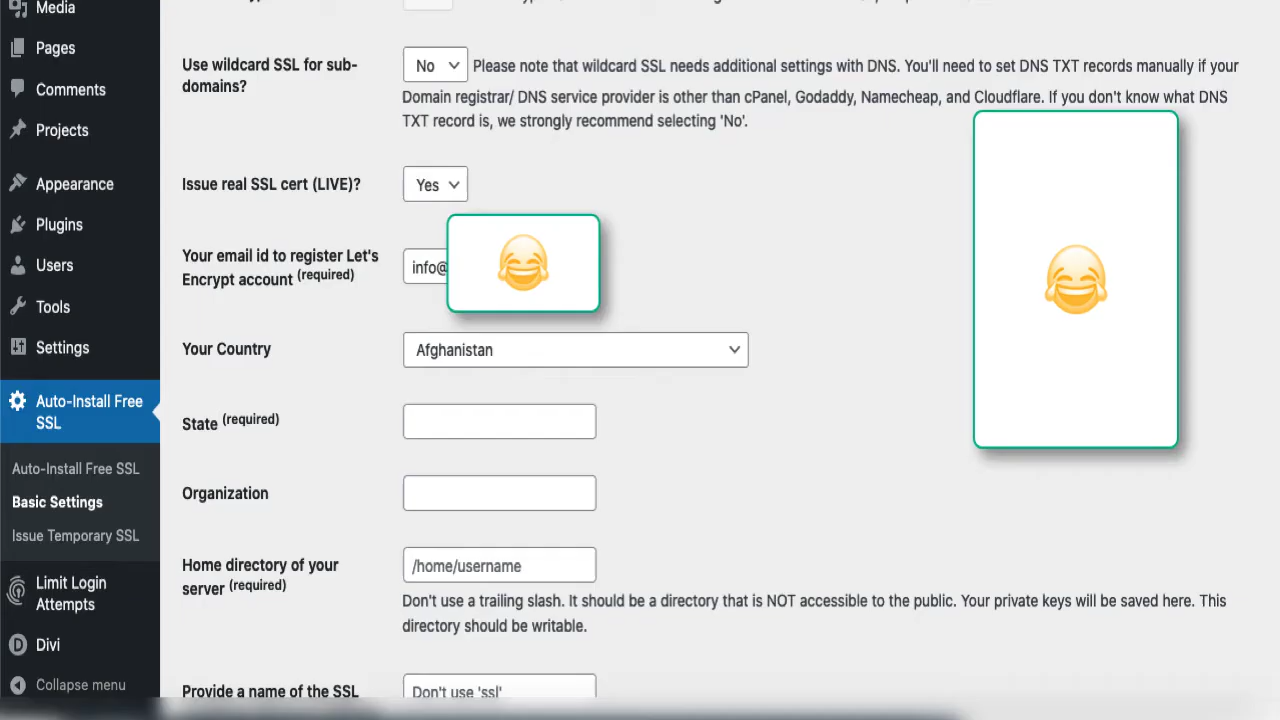 Media
Pages
Comments
Projects
Appearance
Plugins
Users
Tools
Settings
Auto-Install Free
SSL
Auto-Install Free SSL
Basic Settings
Issue Temporary SSL
Limit Login
Attempts
Divi
Collapse menu
Use wildcard SSL for sub-
domains?
No
Please note that wildcard SSL needs additional settings with DNS. You'll need to set DNS TXT records manually if your
Domain registrar/ DNS service provider is other than cPanel, Godaddy, Namecheap, and Cloudflare. If you don't know what DNS
TXT record is, we strongly recommend selecting 'No'.
Issue real SSL cert (LIVE)?
Yes
Your email id to register Let's
Encrypt account (required)
info@
Your Country
Afghanistan
State (required)
Organization
Home directory of your
server (required)
/home/username
Don't use a trailing slash. It should be a directory that is NOT accessible to the public. Your private keys will be saved here. This
directory should be writable.
Provide a name of the SSL
Don't use 'ssl'